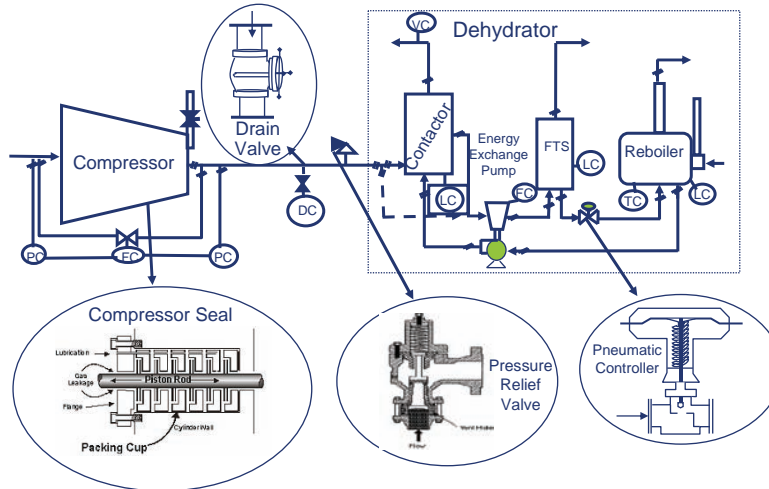 VC
Dehydrator
Drain
Valve
Compressor
Contactor
Energy
Exchange
Pump
FTS
Reboiler
LC
LC
FC
TC
LC
DC
PC
FC
PC
Compressor Seal
Lubrication
Gas
Leakage
Piston Rod
Flange
Cylinder Wall
Packing Cup
Pressure
Relief
Valve
Flow
Pneumatic
Controller